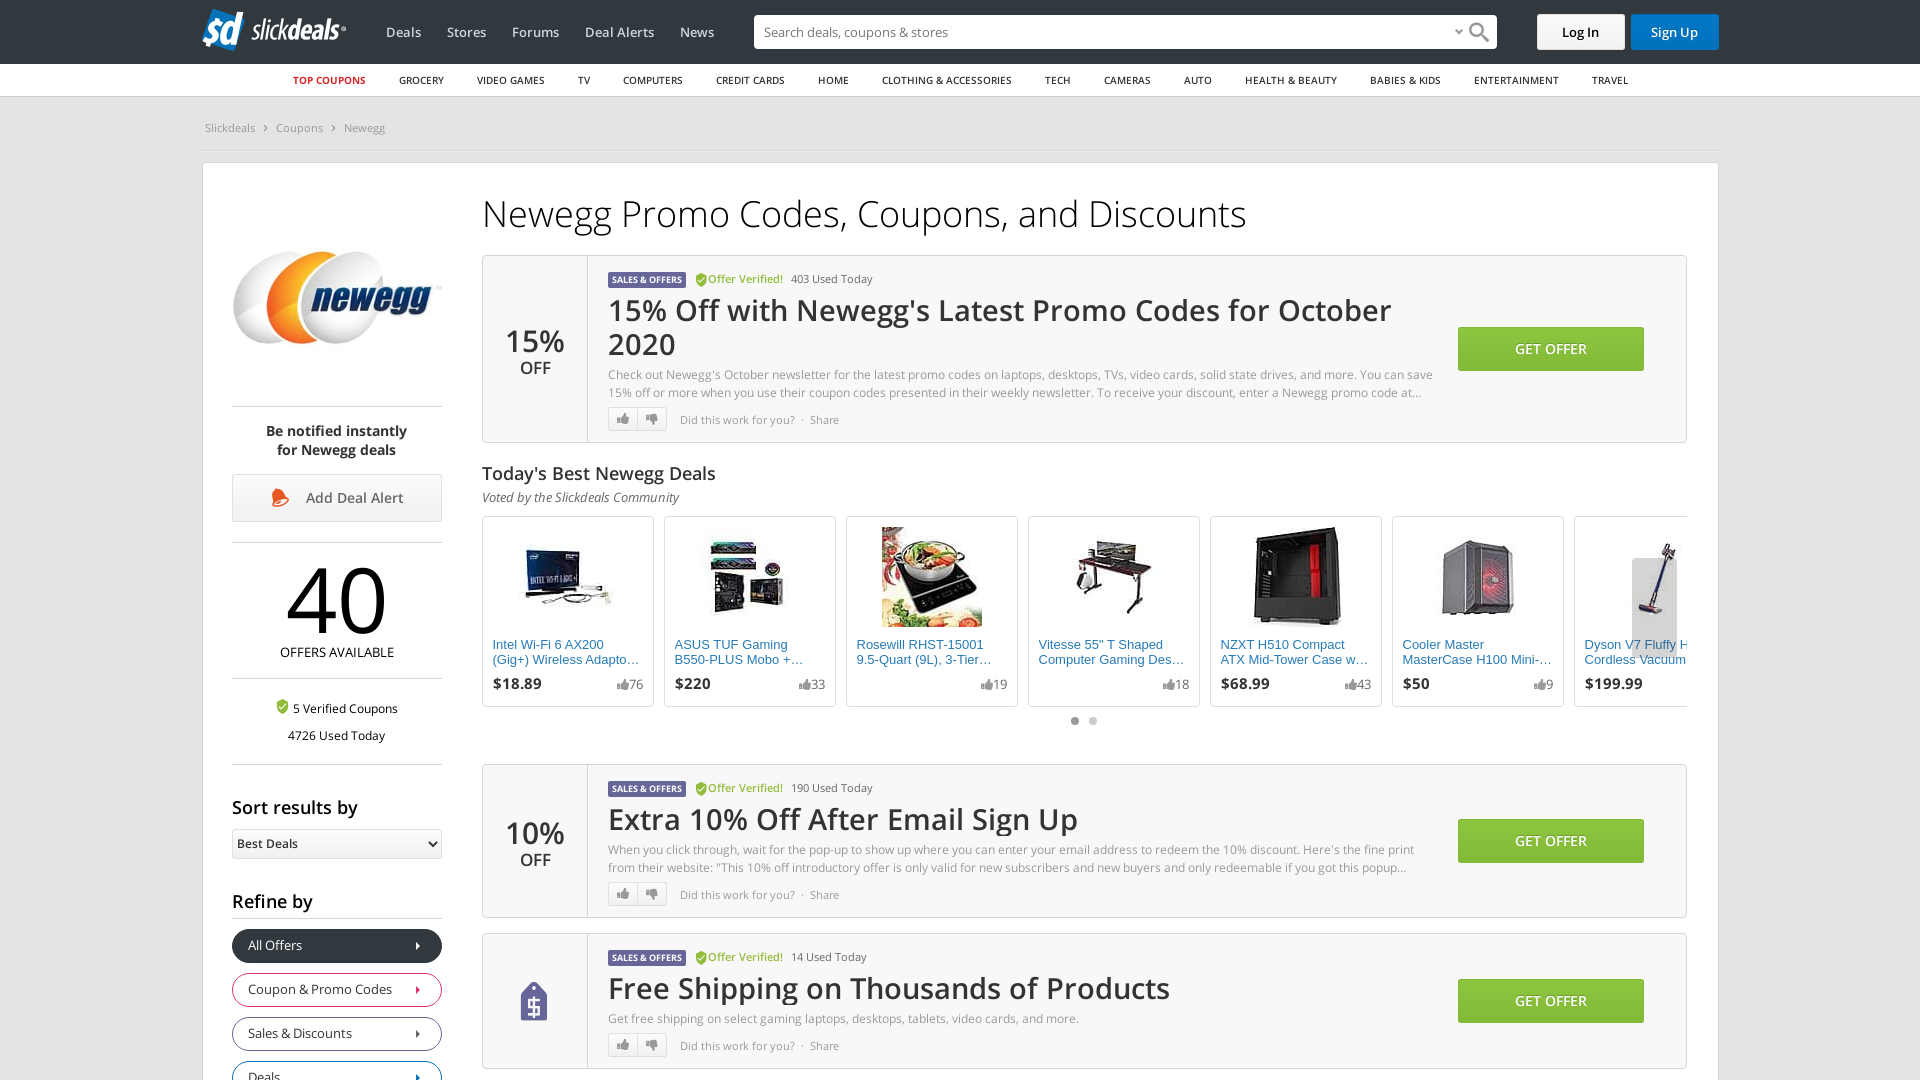 sd slickdeals
Deals
Stores
Forums
Deal Alerts
News
Search deals, coupons & stores
Log In
Sign Up
TOP COUPONS
GROCERY
VIDEO GAMES
TV
COMPUTERS
CREDIT CARDS
HOME
CLOTHING & ACCESSORIES
TECH
CAMERAS
AUTO
HEALTH & BEAUTY
BABIES & KIDS
ENTERTAINMENT
TRAVEL
Slickdeals > Coupons > Newegg
newegg
Be notified instantly
for Newegg deals
Add Deal Alert
40
OFFERS AVAILABLE
5 Verified Coupons
4726 Used Today
Sort results by
Best Deals
Refine by
All Offers
Coupon & Promo Codes
Sales & Discounts
Deals
Newegg Promo Codes, Coupons, and Discounts
15%
OFF
SALES & OFFERS
Offer Verified!
403 Used Today
15% Off with Newegg's Latest Promo Codes for October
2020
Check out Newegg's October newsletter for the latest promo codes on laptops, desktops, TVs, video cards, solid state drives, and more. You can save
15% off or more when you use their coupon codes presented in their weekly newsletter. To receive your discount, enter a Newegg promo code at...
Did this work for you? · Share
GET OFFER
Today's Best Newegg Deals
Voted by the Slickdeals Community
Intel Wi-Fi 6 AX200
(Gig+) Wireless Adapto...
$18.89
76
ASUS TUF Gaming
B550-PLUS Mobo +...
$220
33
Rosewill RHST-15001
9.5-Quart (9L), 3-Tier...
19
Vitesse 55" T Shaped
Computer Gaming Des...
18
NZXT H510 Compact
ATX Mid-Tower Case w...
$68.99
43
Cooler Master
MasterCase H100 Mini-...
$50
9
Dyson V7 Fluffy H
Cordless Vacuum
$199.99
10%
OFF
SALES & OFFERS
Offer Verified!
190 Used Today
Extra 10% Off After Email Sign Up
When you click through, wait for the pop-up to show up where you can enter your email address to redeem the 10% discount. Here's the fine print
from their website: "This 10% off introductory offer is only valid for new subscribers and new buyers and only redeemable if you got this popup...
Did this work for you? · Share
GET OFFER
SALES & OFFERS
Offer Verified!
14 Used Today
Free Shipping on Thousands of Products
Get free shipping on select gaming laptops, desktops, tablets, video cards, and more.
Did this work for you? · Share
GET OFFER